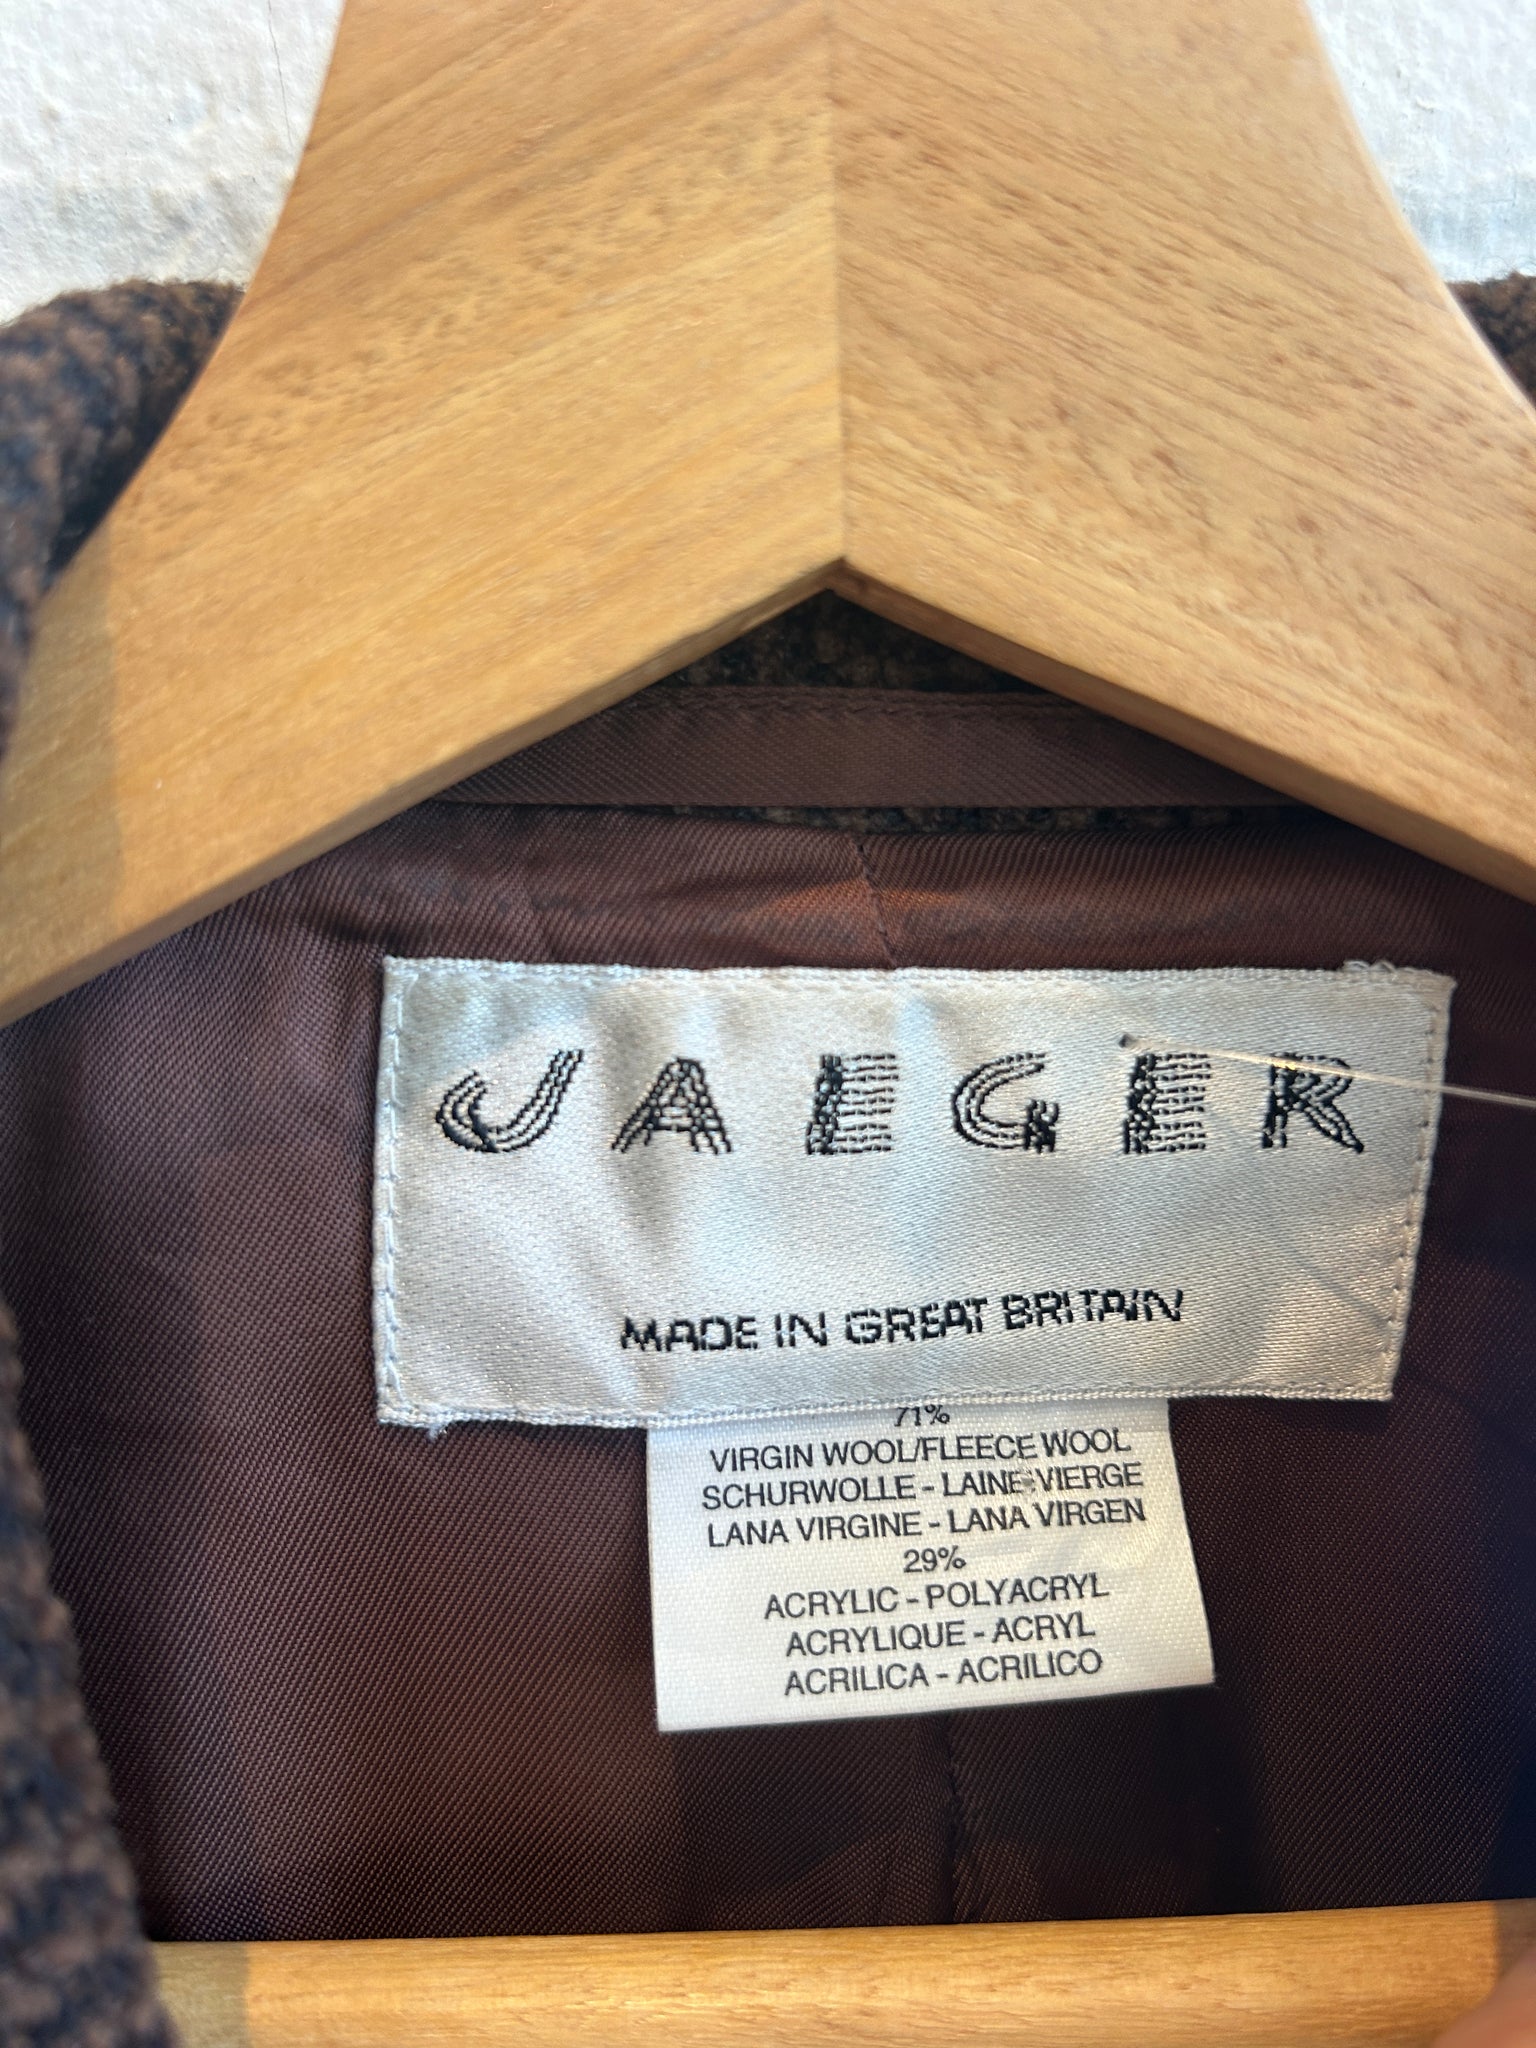 JAEGER
MADE IN GREAT BRITAIN
71%
VIRGIN WOOL/FLEECE WOOL
SCHURWOLLE - LAINE VIERGE
LANA VIRGINE - LANA VIRGEN
29%
ACRYLIC - POLYACRYL
ACRYLIQUE - ACRYL
ACRILICA - ACRILICO